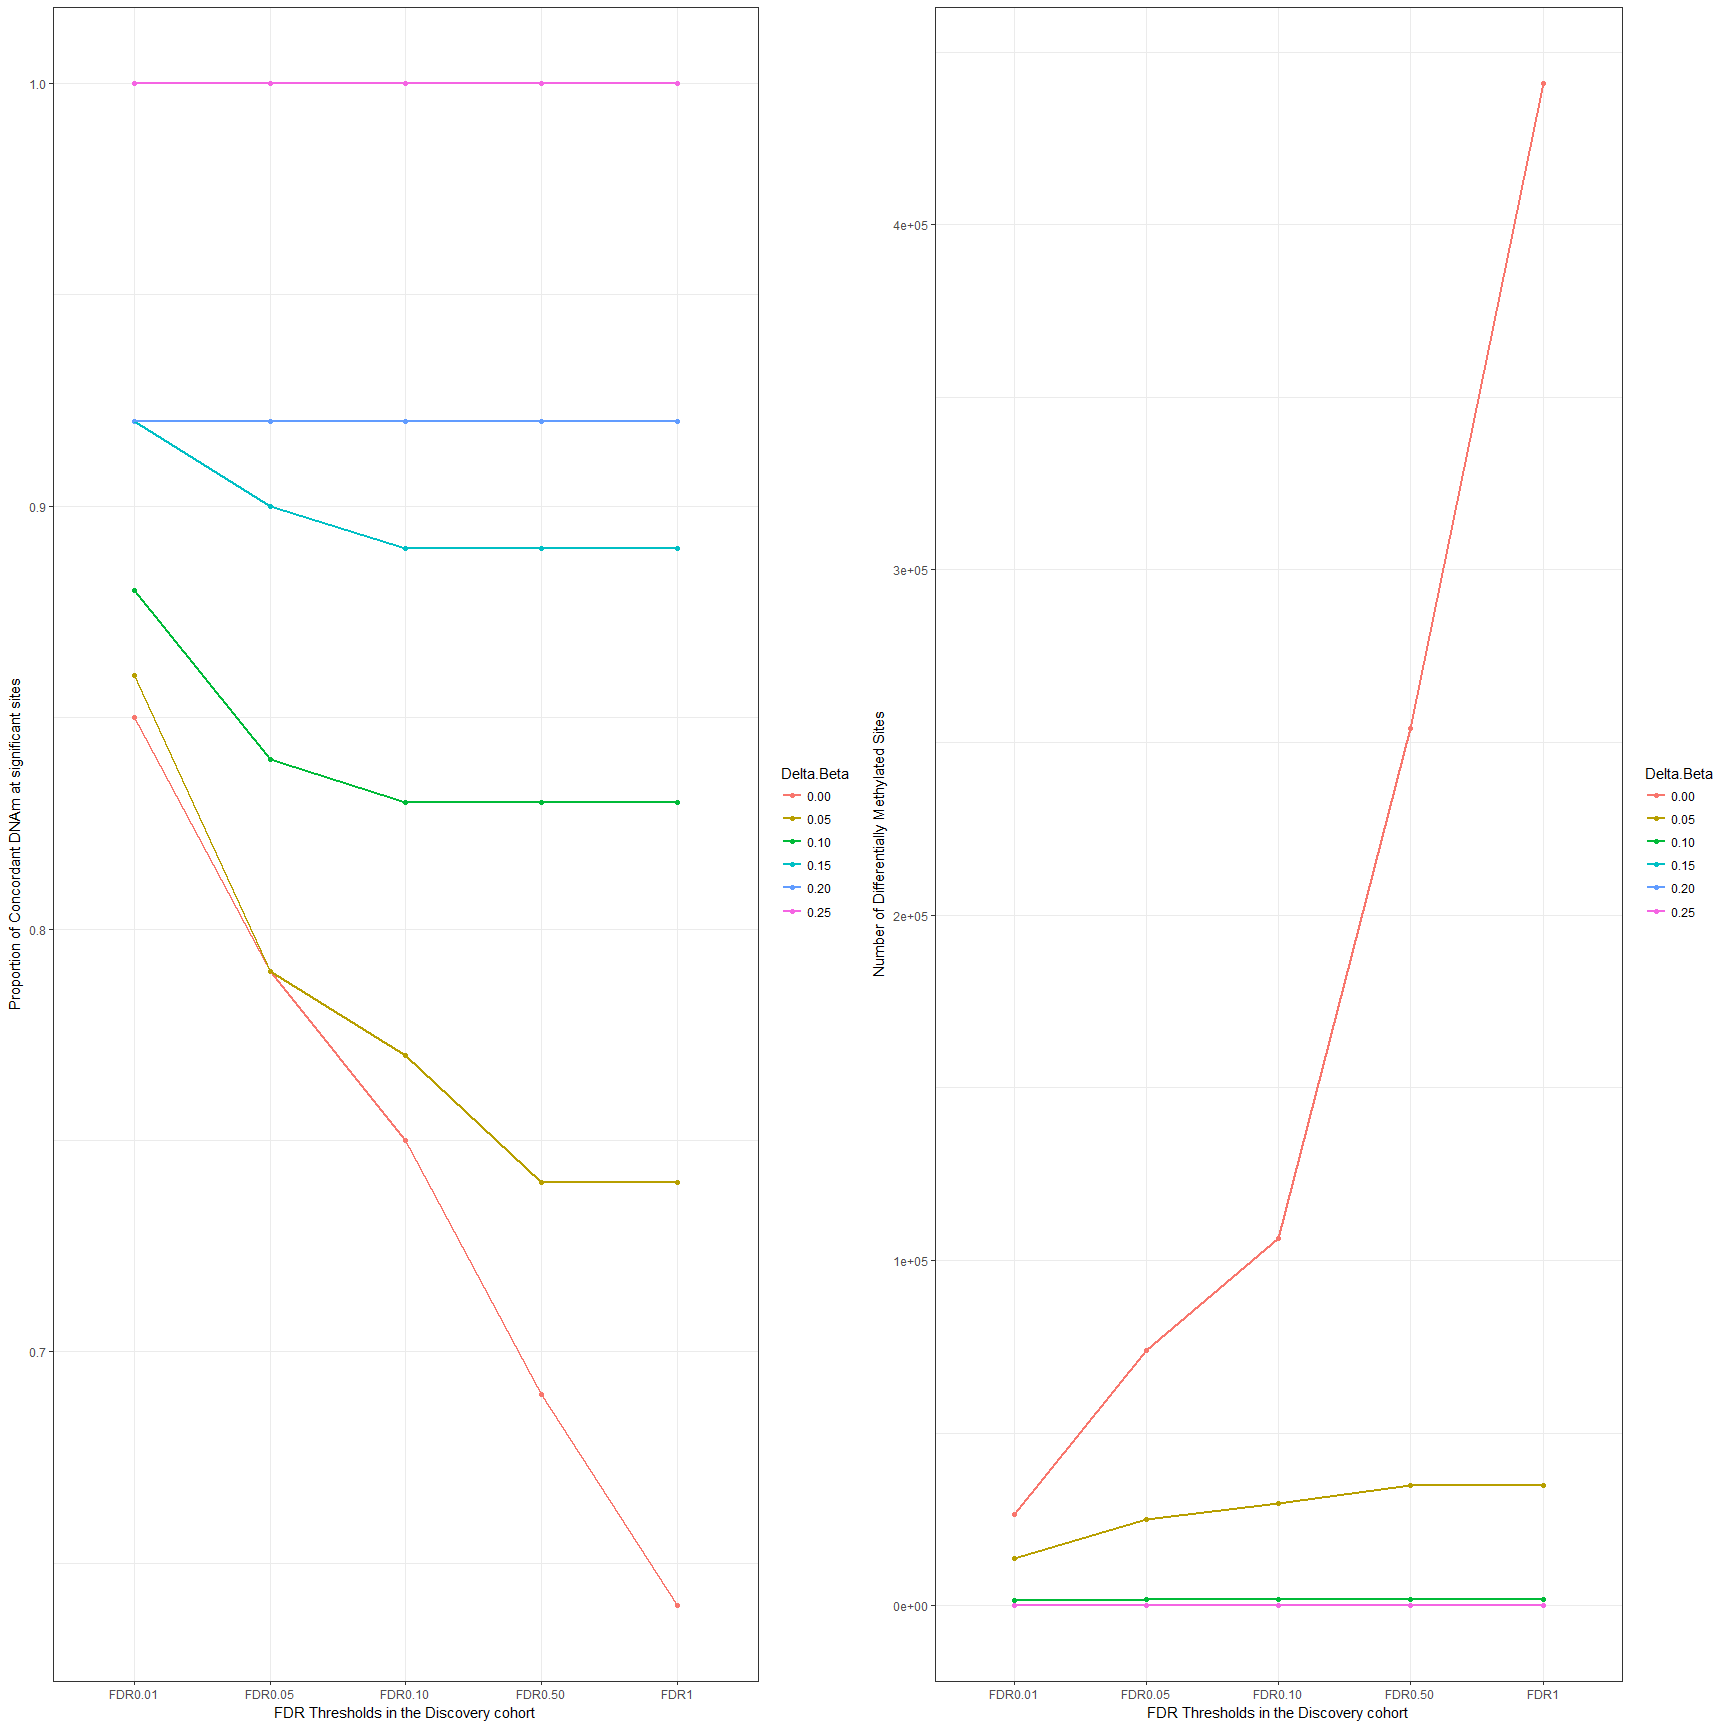 Proportion of Concordant DNAm at significant sites
1.0
0.9
0.8
0.7
FDR0.01 FDR0.05 FDR0.10 FDR0.50 FDR1
FDR Thresholds in the Discovery cohort
Delta.Beta
0.00
0.05
0.10
0.15
0.20
0.25
Number of Differentially Methylated Sites
4e+05
3e+05
2e+05
1e+05
0e+00
FDR0.01 FDR0.05 FDR0.10 FDR0.50 FDR1
FDR Thresholds in the Discovery cohort
Delta.Beta
0.00
0.05
0.10
0.15
0.20
0.25